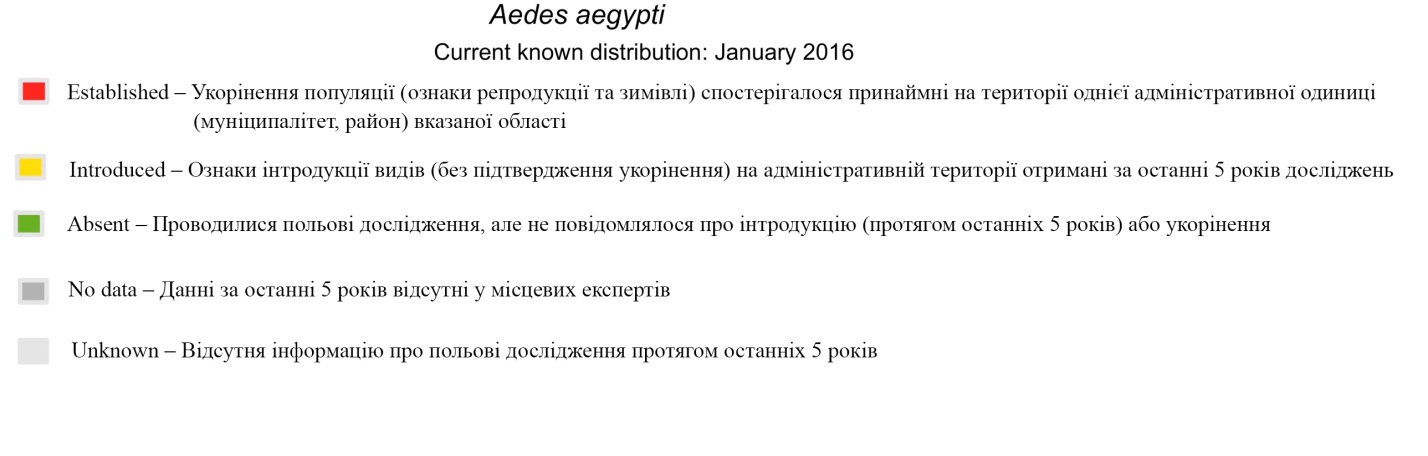 Aedes aegypti
Current known distribution: January 2016
Established – Укорінення популяції (ознаки репродукції та зимівлі) спостерігалося принаймні на території однієї адміністративної одиниці
(муніципалітет, район) вказаної області
Introduced – Ознаки інтродукції видів (без підтвердження укорінення) на адміністративній території отримані за останні 5 років досліджень
Absent – Проводилися польові дослідження, але не повідомлялося про інтродукцію (протягом останніх 5 років) або укорінення
No data – Данні за останні 5 років відсутні у місцевих експертів
Unknown – Відсутня інформацію про польові дослідження протягом останніх 5 років